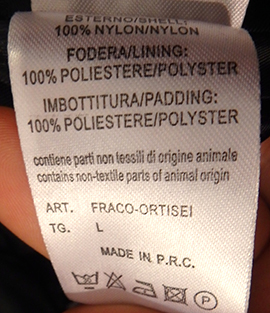 ESTERNO/SHELL:
100% NYLON/NYLON
FODERA/LINING:
100% POLIESTERE/POLYSTER
IMBOTTITURA/PADDING:
100% POLIESTERE/POLYSTER
contiene parti non tessili di origine animale
contains non-textile parts of animal origin
ART. FRACO-ORTISEI
TG. L
MADE IN P.R.C.
P